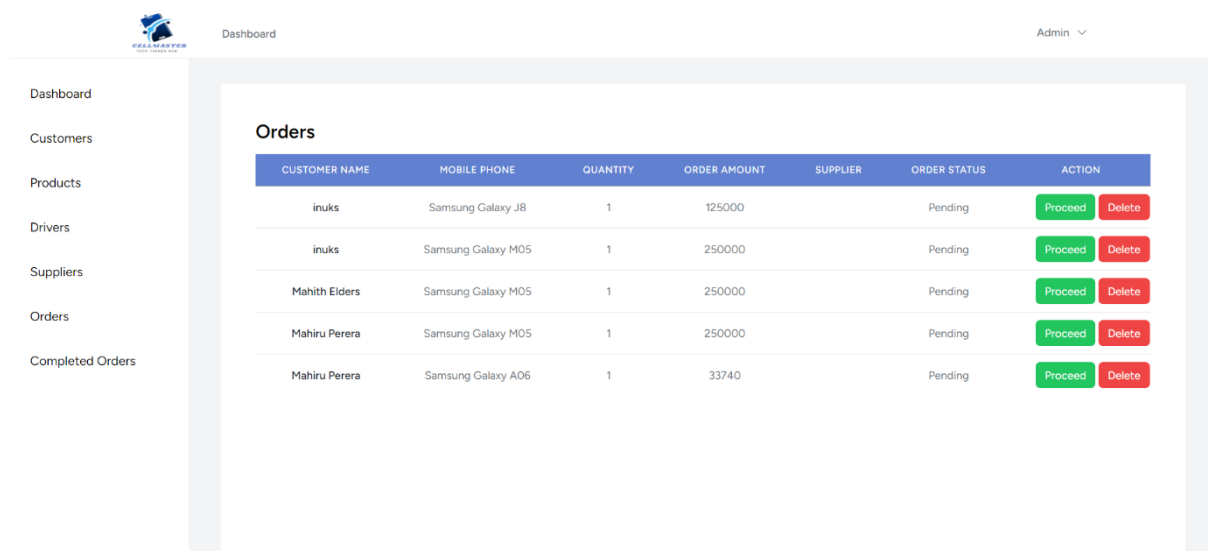 CELLMASTER
Dashboard
Admin
Dashboard
Customers
Products
Drivers
Suppliers
Orders
Completed Orders
Orders
CUSTOMER NAME MOBILE PHONE QUANTITY ORDER AMOUNT SUPPLIER ORDER STATUS ACTION
inuks Samsung Galaxy J8 1 125000 Pending Proceed Delete
inuks Samsung Galaxy M05 1 250000 Pending Proceed Delete
Mahith Elders Samsung Galaxy M05 1 250000 Pending Proceed Delete
Mahiru Perera Samsung Galaxy M05 1 250000 Pending Proceed Delete
Mahiru Perera Samsung Galaxy A06 1 33740 Pending Proceed Delete